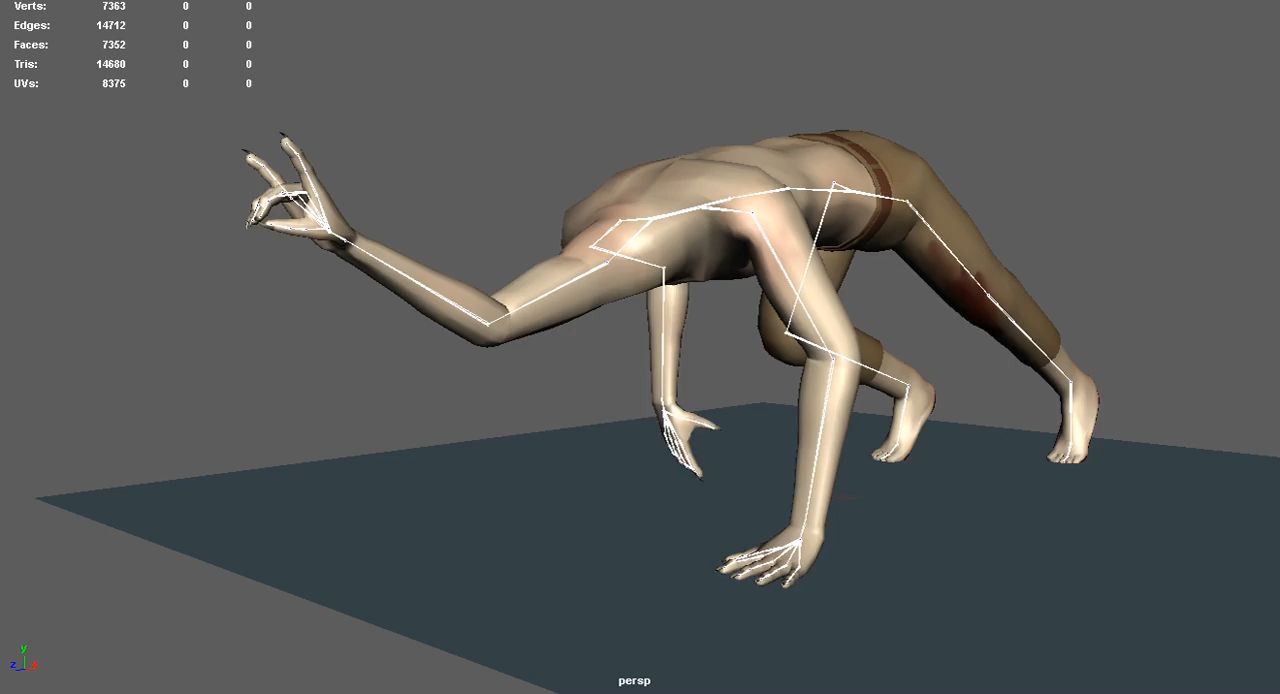 Verts: 7363 0 0
Edges: 14712 0 0
Faces: 7352 0 0
Tris: 14680 0 0
UVs: 8375 0 0
y
z x
persp